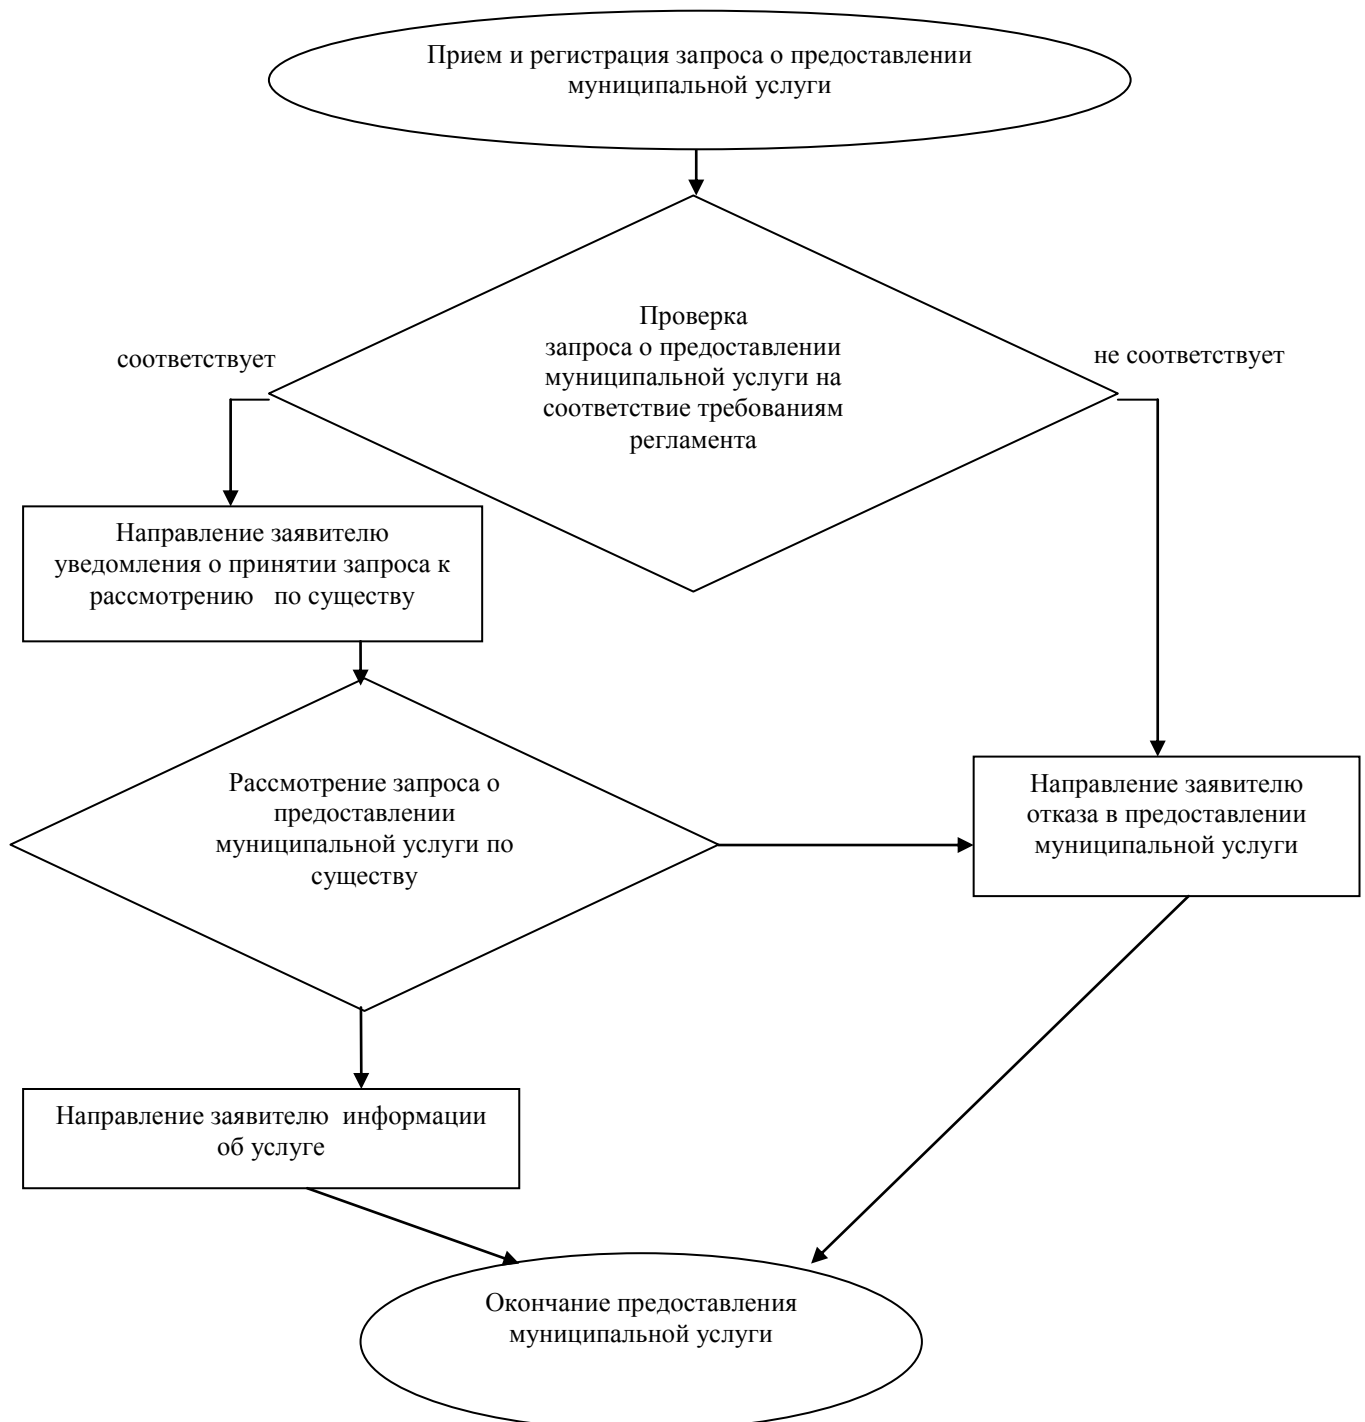 Прием и регистрация запроса о предоставлении
муниципальной услуги
Проверка
запроса о предоставлении
муниципальной услуги на
соответствие требованиям
регламента
соответствует
не соответствует
Направление заявителю
уведомления о принятии запроса к
рассмотрению   по существу
Рассмотрение запроса о
предоставлении
муниципальной услуги по
существу
Направление заявителю
отказа в предоставлении
муниципальной услуги
Направление заявителю  информации
об услуге
Окончание предоставления
муниципальной услуги